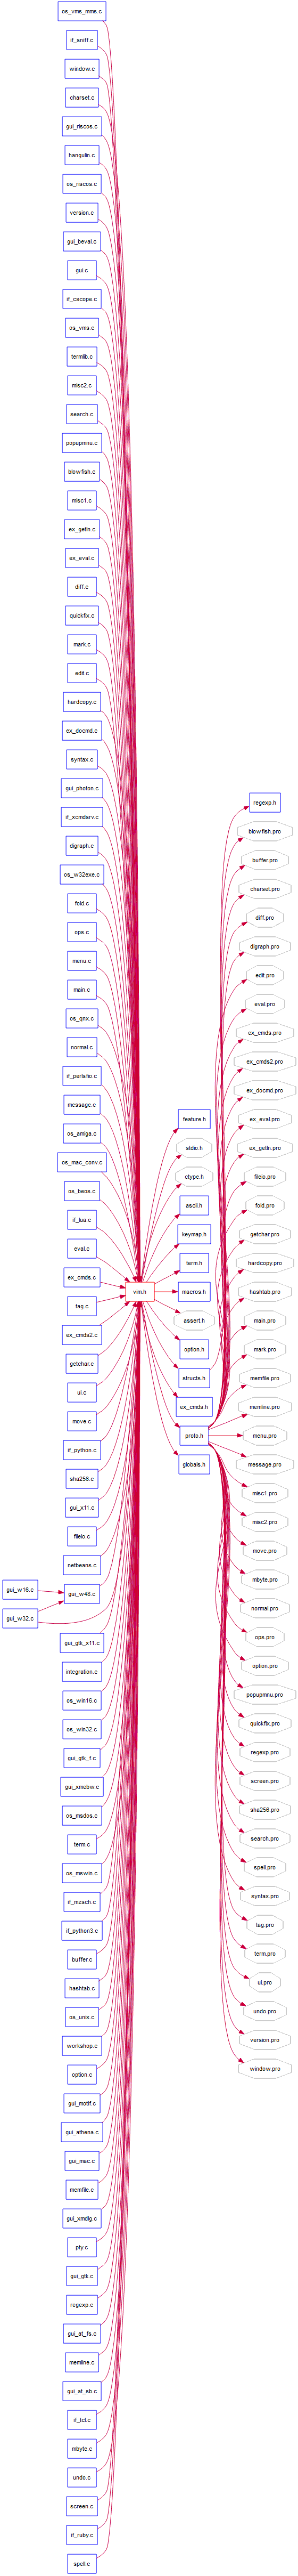 os_vms_mms.c
if_sniff.c
window.c
charset.c
gui_riscos.c
hangulin.c
os_riscos.c
version.c
gui_beval.c
gui.c
if_cscope.c
os_vms.c
termlib.c
misc2.c
search.c
popupmnu.c
blowfish.c
misc1.c
ex_getln.c
ex_eval.c
diff.c
quickfix.c
mark.c
edit.c
hardcopy.c
ex_docmd.c
syntax.c
gui_photon.c
if_xcmdsrv.c
digraph.c
os_w32exe.c
fold.c
ops.c
menu.c
main.c
os_qnx.c
normal.c
if_perlsfio.c
message.c
os_amiga.c
os_mac_conv.c
os_beos.c
if_lua.c
eval.c
ex_cmds.c
tag.c
ex_cmds2.c
getchar.c
ui.c
move.c
if_python.c
sha256.c
gui_x11.c
fileio.c
netbeans.c
gui_w16.c
gui_w48.c
gui_w32.c
gui_gtk_x11.c
integration.c
os_win16.c
os_win32.c
gui_gtk_f.c
gui_xmebw.c
os_msdos.c
term.c
os_mswin.c
if_mzsch.c
if_python3.c
buffer.c
hashtab.c
os_unix.c
workshop.c
option.c
gui_motif.c
gui_athena.c
gui_mac.c
memfile.c
gui_xmdlg.c
pty.c
gui_gtk.c
regexp.c
gui_at_fs.c
memline.c
gui_at_sb.c
if_tcl.c
mbyte.c
undo.c
screen.c
if_ruby.c
spell.c
vim.h
feature.h
stdio.h
ctype.h
ascii.h
keymap.h
term.h
macros.h
assert.h
option.h
structs.h
ex_cmds.h
proto.h
globals.h
regexp.h
blowfish.pro
buffer.pro
charset.pro
diff.pro
digraph.pro
edit.pro
eval.pro
ex_cmds.pro
ex_cmds2.pro
ex_docmd.pro
ex_eval.pro
ex_getln.pro
fileio.pro
fold.pro
getchar.pro
hardcopy.pro
hashtab.pro
main.pro
mark.pro
memfile.pro
memline.pro
menu.pro
message.pro
misc1.pro
misc2.pro
move.pro
mbyte.pro
normal.pro
ops.pro
option.pro
popupmnu.pro
quickfix.pro
regexp.pro
screen.pro
sha256.pro
search.pro
spell.pro
syntax.pro
tag.pro
term.pro
ui.pro
undo.pro
version.pro
window.pro